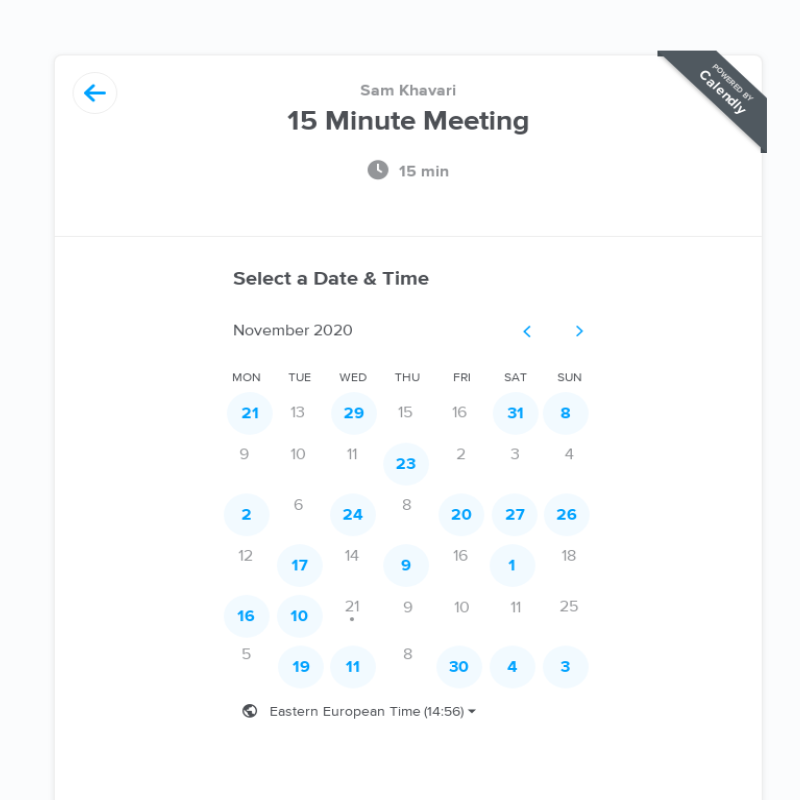 POWERED BY
Calendly
Sam Khavari
15 Minute Meeting
15 min
Select a Date & Time
November 2020
MON TUE WED THU FRI SAT SUN
21 13 29 15 16 31 8
9 10 11 23 2 3 4
2 6 24 8 20 27 26
12 17 14 9 16 1 18
16 10 21 9 10 11 25
5 19 11 8 30 4 3
Eastern European Time (14:56)